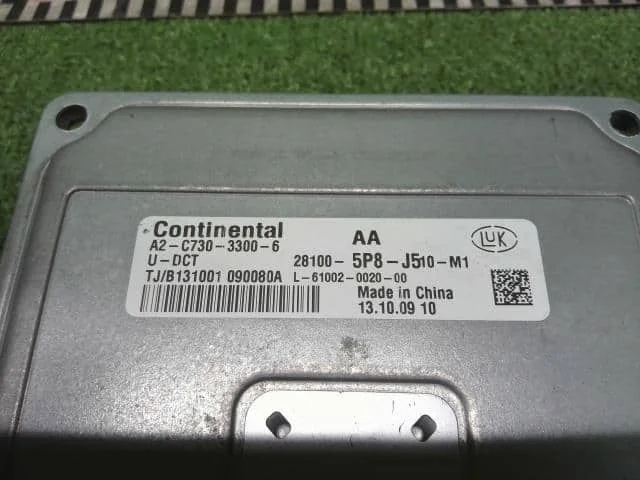 Continental
AA
LUK
A2-C730-3300-6
U-DCT
28100-5P8-J510-M1
TJ/B131001 090080A
L-61002-0020-00
Made in China
13.10.09 10